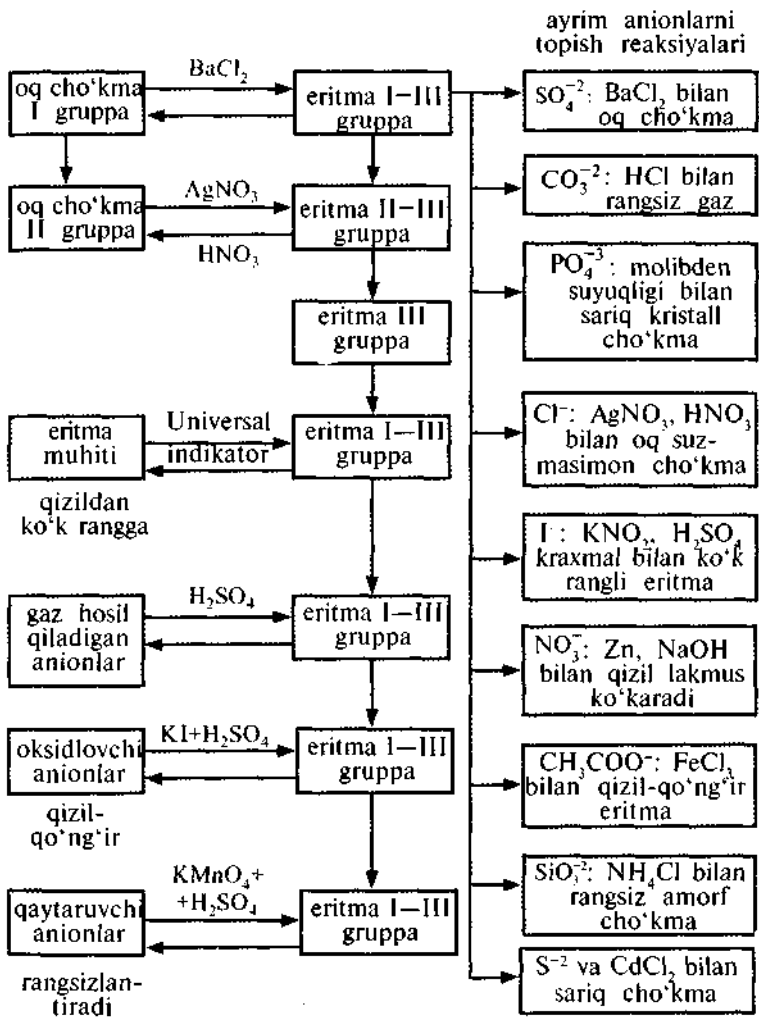 ayrim anionlarni
topish reaksiyalari
oq cho‘kma
I gruppa
BaCl₂
eritma I–III
gruppa
oq cho‘kma
II gruppa
AgNO₃
HNO₃
eritma II–III
gruppa
eritma III
gruppa
eritma
muhiti
Universal
indikator
eritma I–III
gruppa
qizildan
ko‘k rangga
gaz hosil
qiladigan
anionlar
H₂SO₄
eritma I–III
gruppa
oksidlovchi
anionlar
KI+H₂SO₄
eritma I–III
gruppa
qizil-
qo‘ng‘ir
qaytaruvchi
anionlar
KMnO₄+
+H₂SO₄
eritma I–III
gruppa
rangsizlan-
tiradi
SO₄⁻²: BaCl₂ bilan
oq cho‘kma
CO₃⁻²: HCl bilan
rangsiz gaz
PO₄⁻³: molibden
suyuqligi bilan
sariq kristall
cho‘kma
Cl⁻: AgNO₃, HNO₃
bilan oq suz-
masimon cho‘kma
I⁻: KNO₂, H₂SO₄
kraxmal bilan ko‘k
rangli eritma
NO₃⁻: Zn, NaOH
bilan qizil lakmus
ko‘karadi
CH₃COO⁻: FeCl₃
bilan qizil-qo‘ng‘ir
eritma
SiO₃⁻²: NH₄Cl bilan
rangsiz amorf
cho‘kma
S⁻² va CdCl₂ bilan
sariq cho‘kma